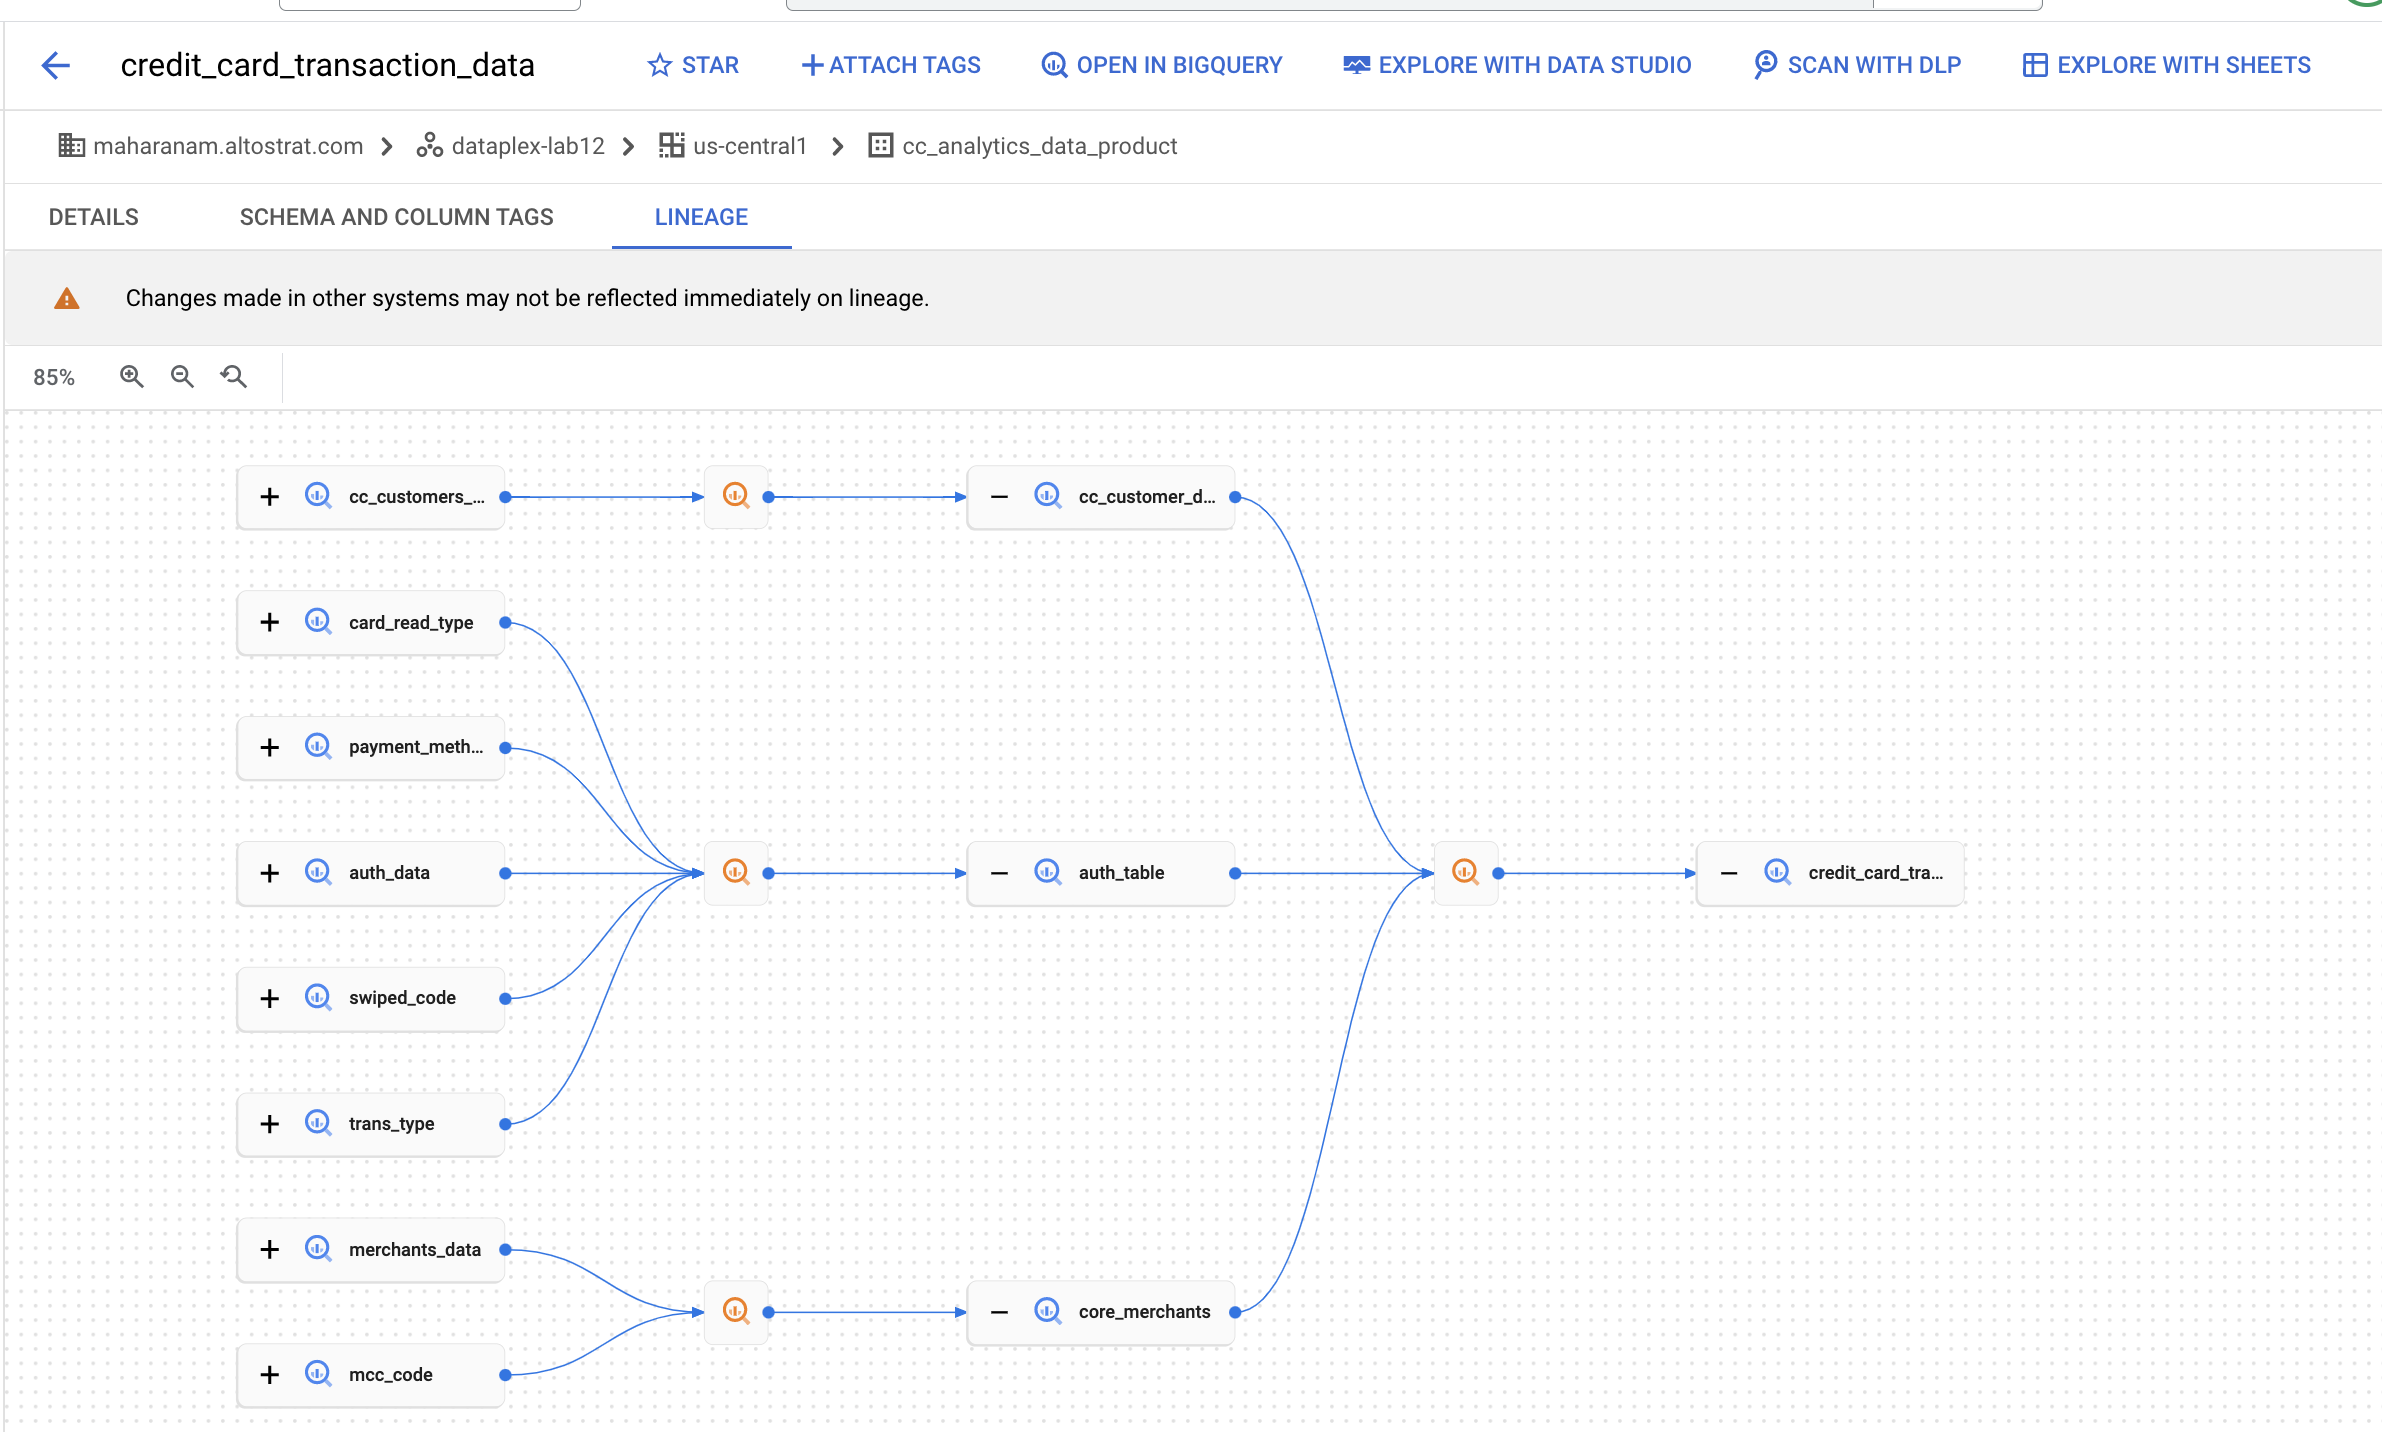 credit_card_transaction_data STAR ATTACH TAGS OPEN IN BIGQUERY EXPLORE WITH DATA STUDIO SCAN WITH DLP EXPLORE WITH SHEETS
maharanam.altostrat.com dataplex-lab12 us-central1 cc_analytics_data_product
DETAILS SCHEMA AND COLUMN TAGS LINEAGE
Changes made in other systems may not be reflected immediately on lineage.
85%
cc_customers_... cc_customer_d...
card_read_type
payment_meth...
auth_data auth_table credit_card_tra...
swiped_code
trans_type
merchants_data
core_merchants
mcc_code